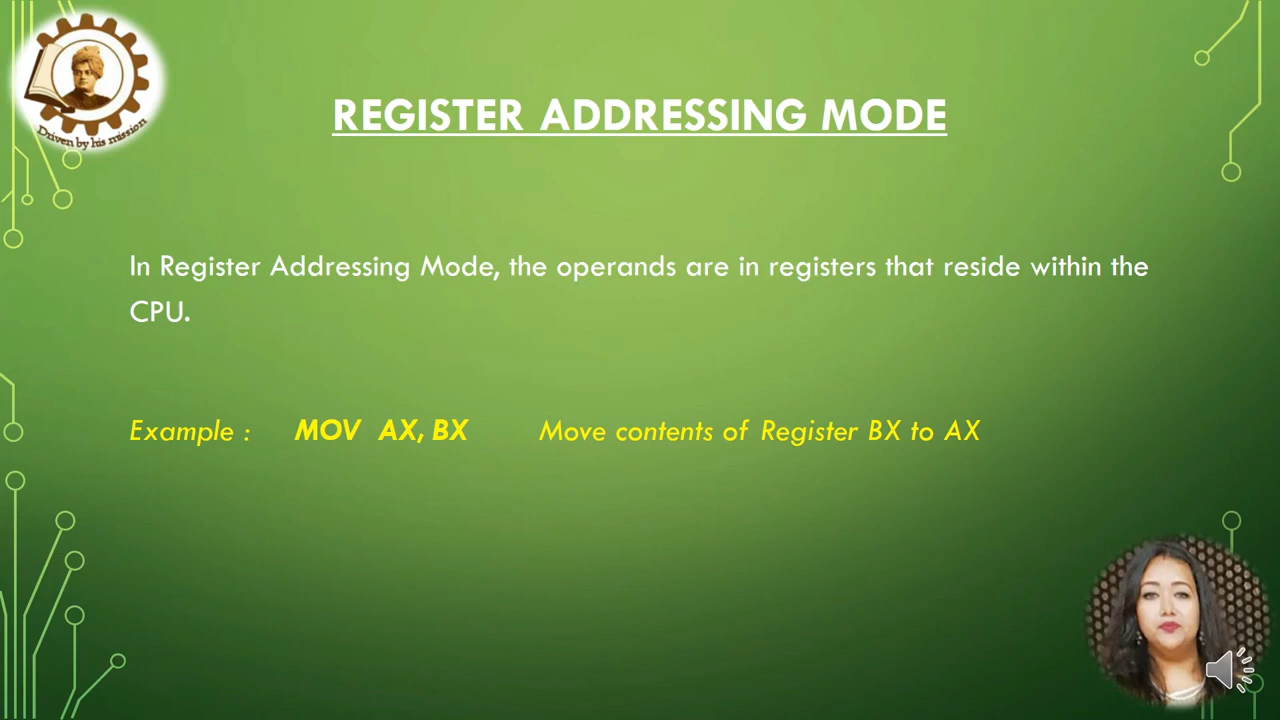 Driven by his mission
REGISTER ADDRESSING MODE
In Register Addressing Mode, the operands are in registers that reside within the
CPU.
Example : MOV AX, BX Move contents of Register BX to AX